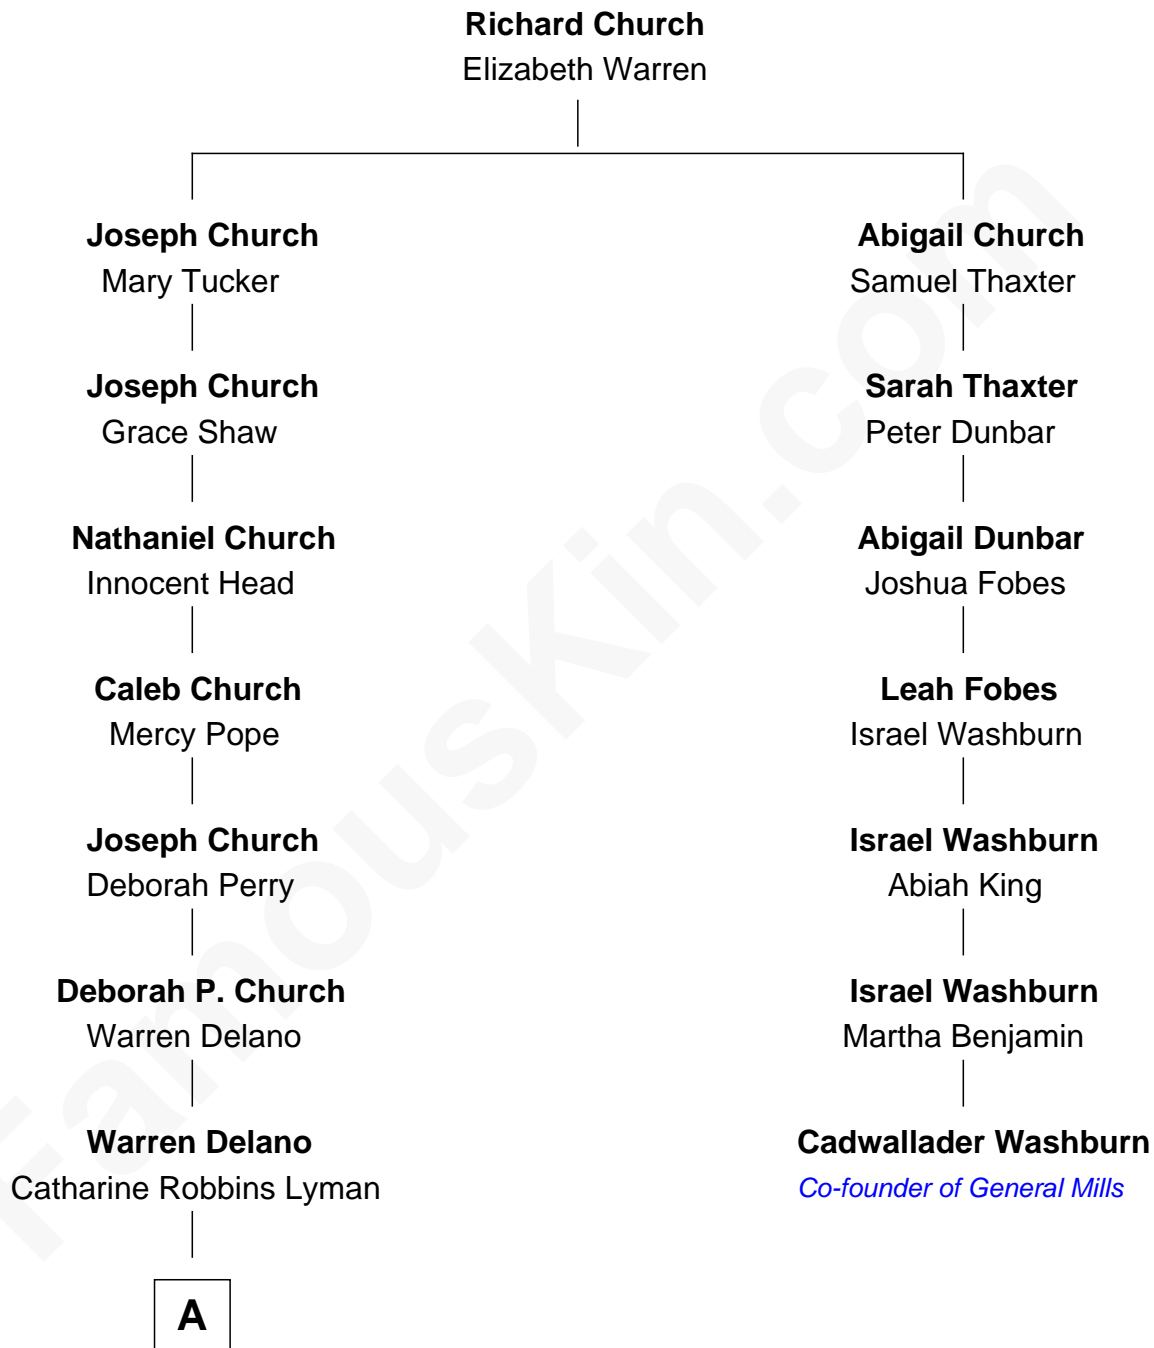 Richard Church
Elizabeth Warren
Joseph Church
Mary Tucker
Abigail Church
Samuel Thaxter
Joseph Church
Grace Shaw
Sarah Thaxter
Peter Dunbar
Nathaniel Church
Innocent Head
Abigail Dunbar
Joshua Fobes
Caleb Church
Mercy Pope
Leah Fobes
Israel Washburn
Joseph Church
Deborah Perry
Israel Washburn
Abiah King
Deborah P. Church
Warren Delano
Israel Washburn
Martha Benjamin
Warren Delano
Catharine Robbins Lyman
Cadwallader Washburn
Co-founder of General Mills
A
FamousKin.com